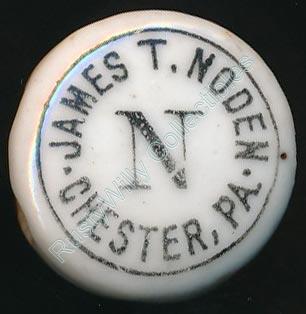 JAMES T. NODEN
N
CHESTER, PA.